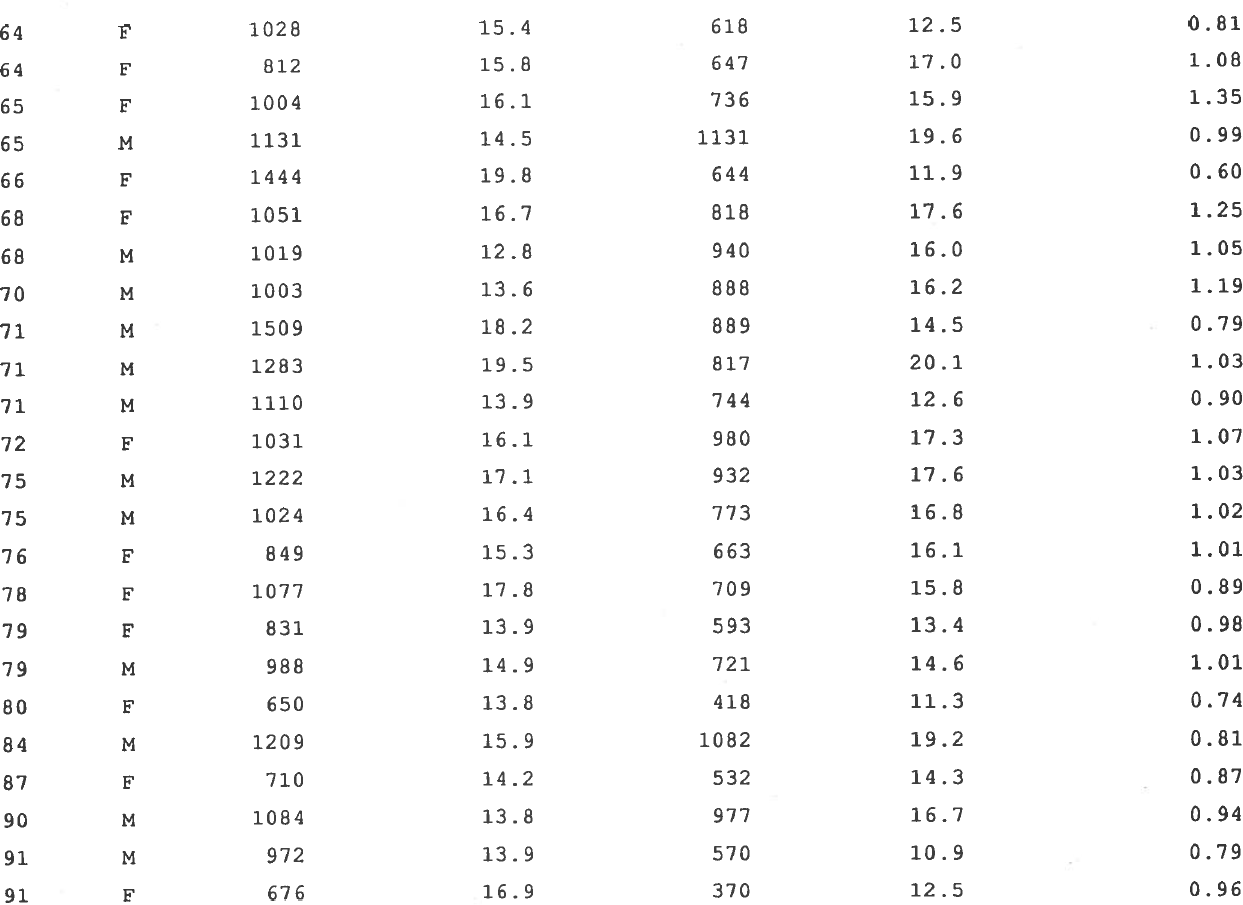 64 F 1028 15.4 618 12.5 0.81
64 F 812 15.8 647 17.0 1.08
65 F 1004 16.1 736 15.9 1.35
65 M 1131 14.5 1131 19.6 0.99
66 F 1444 19.8 644 11.9 0.60
68 F 1051 16.7 818 17.6 1.25
68 M 1019 12.8 940 16.0 1.05
70 M 1003 13.6 888 16.2 1.19
71 M 1509 18.2 889 14.5 0.79
71 M 1283 19.5 817 20.1 1.03
71 M 1110 13.9 744 12.6 0.90
72 F 1031 16.1 980 17.3 1.07
75 M 1222 17.1 932 17.6 1.03
75 M 1024 16.4 773 16.8 1.02
76 F 849 15.3 663 16.1 1.01
78 F 1077 17.8 709 15.8 0.89
79 F 831 13.9 593 13.4 0.98
79 M 988 14.9 721 14.6 1.01
80 F 650 13.8 418 11.3 0.74
84 M 1209 15.9 1082 19.2 0.81
87 F 710 14.2 532 14.3 0.87
90 M 1084 13.8 977 16.7 0.94
91 M 972 13.9 570 10.9 0.79
91 F 676 16.9 370 12.5 0.96